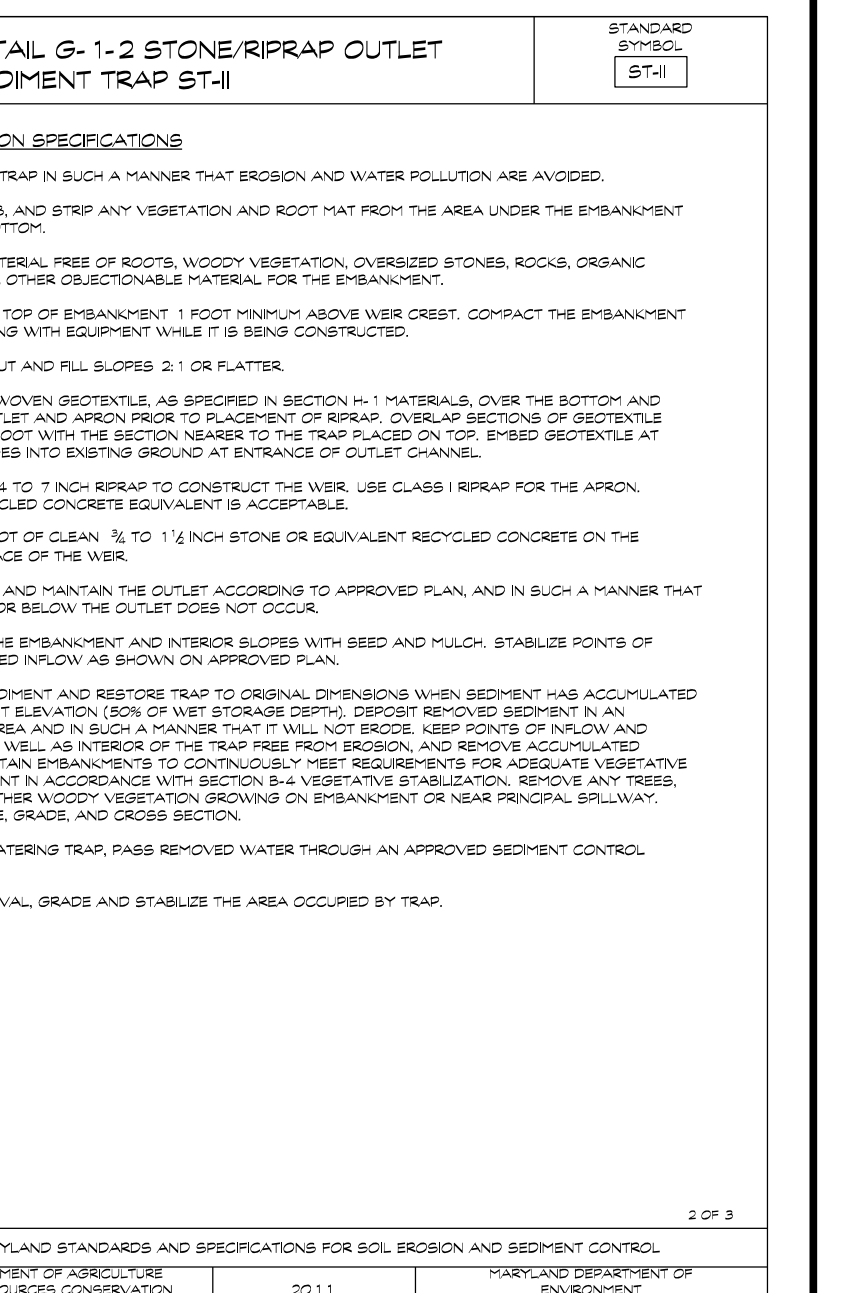 TAIL G-1-2 STONE/RIPRAP OUTLET
DIMENT TRAP ST-II
STANDARD
SYMBOL
ST-II
ON SPECIFICATIONS
TRAP IN SUCH A MANNER THAT EROSION AND WATER POLLUTION ARE AVOIDED.
B, AND STRIP ANY VEGETATION AND ROOT MAT FROM THE AREA UNDER THE EMBANKMENT
TTOM.
TERIAL FREE OF ROOTS, WOODY VEGETATION, OVERSIZED STONES, ROCKS, ORGANIC
OTHER OBJECTIONABLE MATERIAL FOR THE EMBANKMENT.
TOP OF EMBANKMENT 1 FOOT MINIMUM ABOVE WEIR CREST. COMPACT THE EMBANKMENT
NG WITH EQUIPMENT WHILE IT IS BEING CONSTRUCTED.
UT AND FILL SLOPES 2:1 OR FLATTER.
WOVEN GEOTEXTILE, AS SPECIFIED IN SECTION H-1 MATERIALS, OVER THE BOTTOM AND
TLET AND APRON PRIOR TO PLACEMENT OF RIPRAP. OVERLAP SECTIONS OF GEOTEXTILE
OOT WITH THE SECTION NEARER TO THE TRAP PLACED ON TOP. EMBED GEOTEXTILE AT
ES INTO EXISTING GROUND AT ENTRANCE OF OUTLET CHANNEL.
4 TO 7 INCH RIPRAP TO CONSTRUCT THE WEIR. USE CLASS I RIPRAP FOR THE APRON.
CLED CONCRETE EQUIVALENT IS ACCEPTABLE.
OT OF CLEAN ¾ TO 1½ INCH STONE OR EQUIVALENT RECYCLED CONCRETE ON THE
ACE OF THE WEIR.
AND MAINTAIN THE OUTLET ACCORDING TO APPROVED PLAN, AND IN SUCH A MANNER THAT
OR BELOW THE OUTLET DOES NOT OCCUR.
HE EMBANKMENT AND INTERIOR SLOPES WITH SEED AND MULCH. STABILIZE POINTS OF
ED INFLOW AS SHOWN ON APPROVED PLAN.
DIMENT AND RESTORE TRAP TO ORIGINAL DIMENSIONS WHEN SEDIMENT HAS ACCUMULATED
T ELEVATION (50% OF WET STORAGE DEPTH). DEPOSIT REMOVED SEDIMENT IN AN
REA AND IN SUCH A MANNER THAT IT WILL NOT ERODE. KEEP POINTS OF INFLOW AND
WELL AS INTERIOR OF THE TRAP FREE FROM EROSION, AND REMOVE ACCUMULATED
TAIN EMBANKMENTS TO CONTINUOUSLY MEET REQUIREMENTS FOR ADEQUATE VEGETATIVE
NT IN ACCORDANCE WITH SECTION B-4 VEGETATIVE STABILIZATION. REMOVE ANY TREES,
THER WOODY VEGETATION GROWING ON EMBANKMENT OR NEAR PRINCIPAL SPILLWAY.
E, GRADE, AND CROSS SECTION.
ATERING TRAP, PASS REMOVED WATER THROUGH AN APPROVED SEDIMENT CONTROL
VAL, GRADE AND STABILIZE THE AREA OCCUPIED BY TRAP.
2 OF 3
YLAND STANDARDS AND SPECIFICATIONS FOR SOIL EROSION AND SEDIMENT CONTROL
MENT OF AGRICULTURE
OURCES CONSERVATION
2011
MARYLAND DEPARTMENT OF
ENVIRONMENT